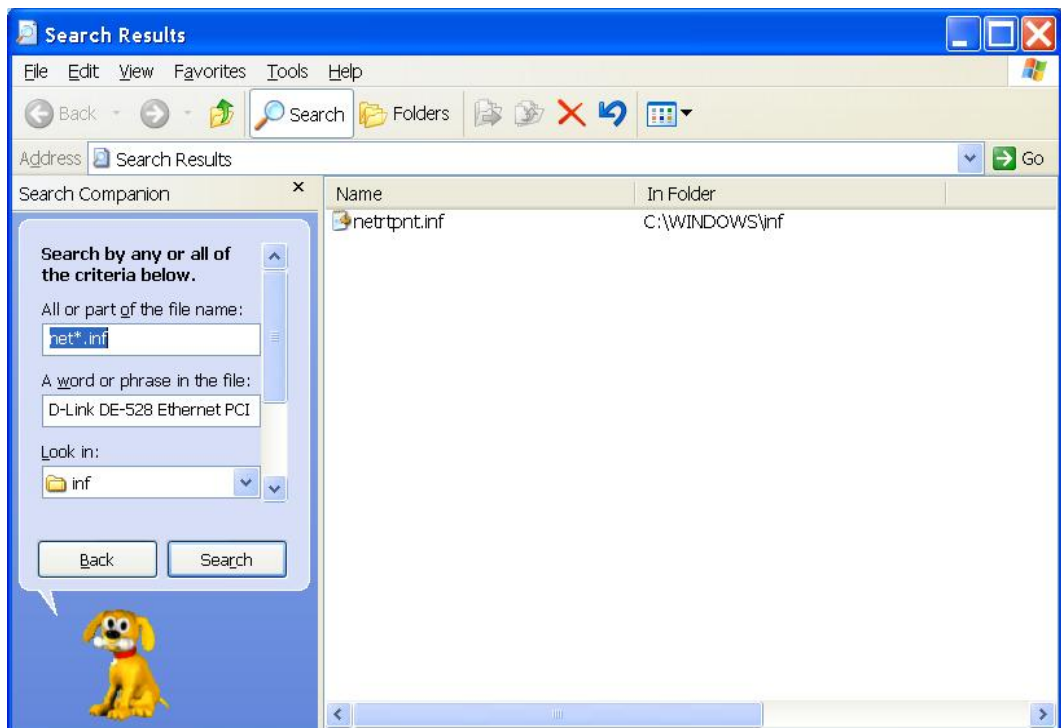 Search Results
File Edit View Favorites Tools Help
Back Search Folders
Address Search Results Go
Search Companion x
Name In Folder
netrtpnt.inf C:\WINDOWS\inf
Search by any or all of
the criteria below.
All or part of the file name:
net*.inf
A word or phrase in the file:
D-Link DE-528 Ethernet PCI
Look in:
inf
Back Search